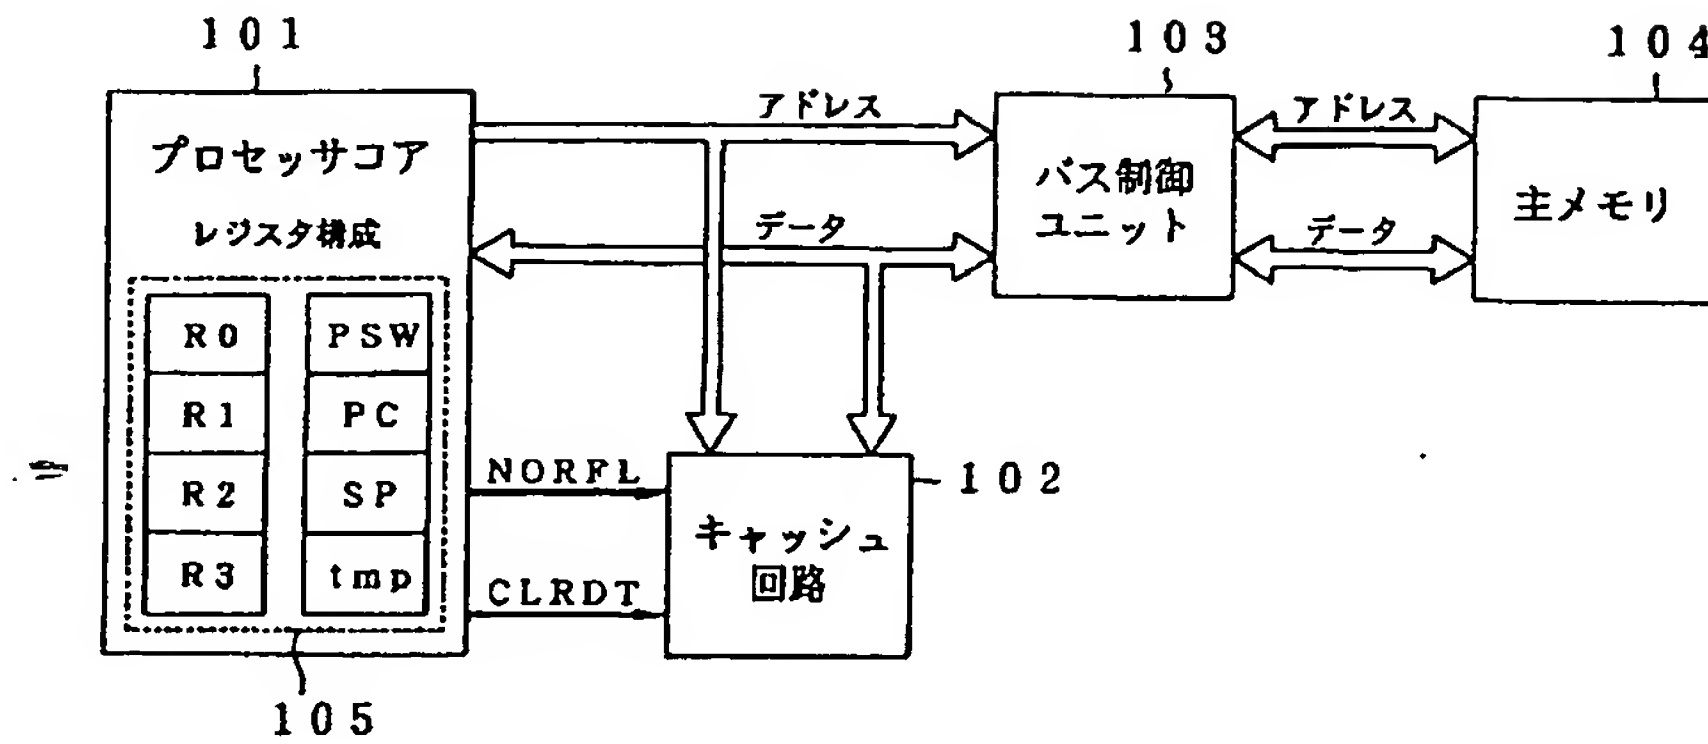 １０１
１０３
１０４
プロセッサコア
レジスタ構成
R0
PSW
R1
PC
R2
SP
R3
tmp
１０５
アドレス
データ
NORFL
CLRDT
キャッシュ
回路
１０２
バス制御
ユニット
アドレス
データ
主メモリ